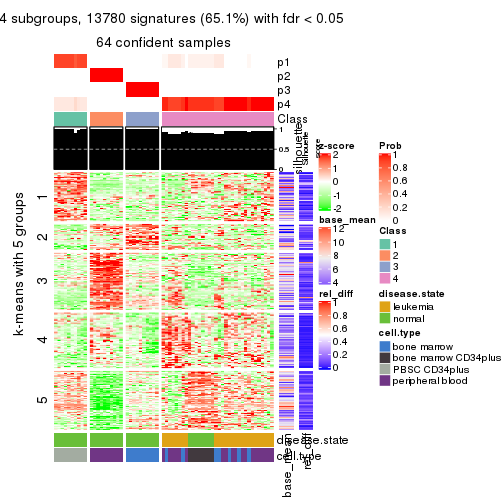 4 subgroups, 13780 signatures (65.1%) with fdr < 0.05
64 confident samples
p1
p2
p3
p4
Class
1
0.5
0
silhouette
score
silhouette
k-means with 5 groups
1
2
3
4
5
z-score
2
1
0
-1
-2
base_mean
12
10
8
6
4
rel_diff
1
0.8
0.6
0.4
0.2
0
Prob
1
0.8
0.6
0.4
0.2
0
Class
1
2
3
4
disease.state
leukemia
normal
cell.type
bone marrow
bone marrow CD34plus
PBSC CD34plus
peripheral blood
disease.state
cell.type
base_mean
rel_diff